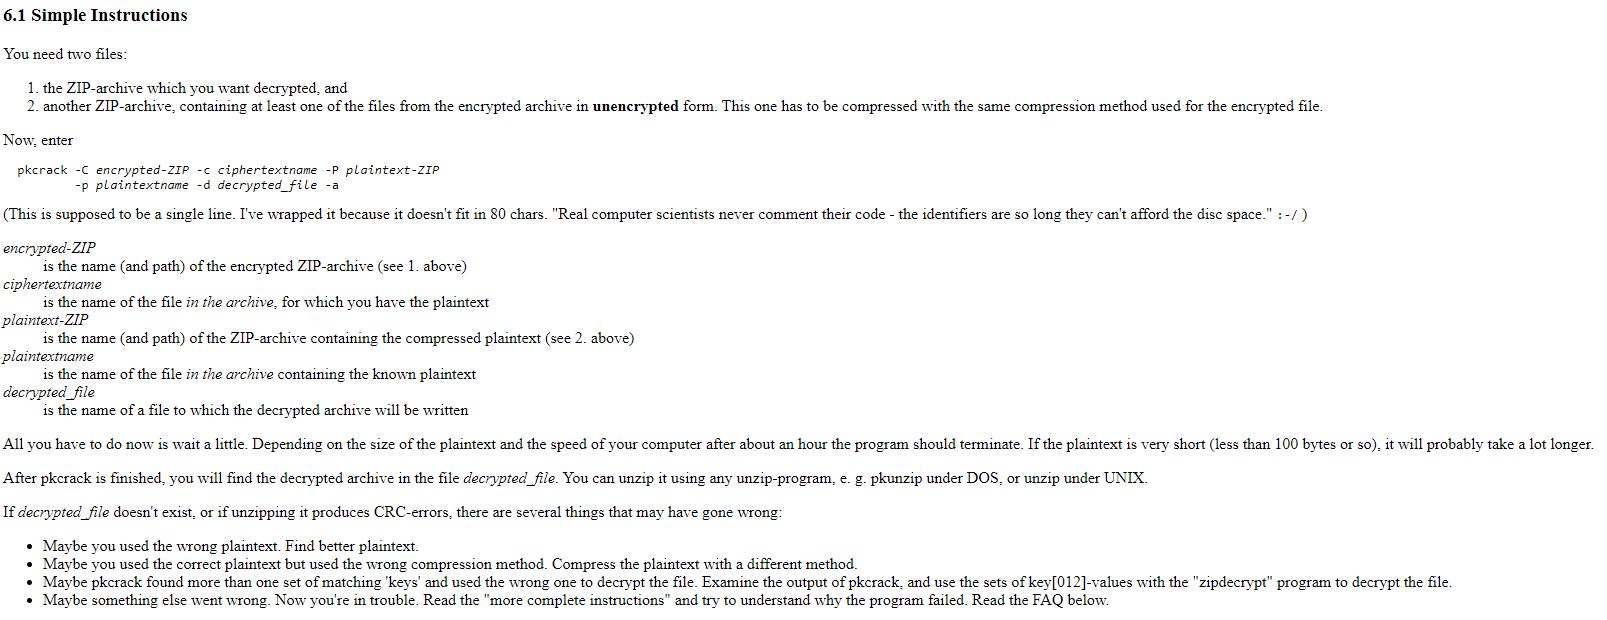 6.1 Simple Instructions
You need two files:
1. the ZIP-archive which you want decrypted, and
2. another ZIP-archive, containing at least one of the files from the encrypted archive in unencrypted form. This one has to be compressed with the same compression method used for the encrypted file.
Now, enter
pkcrack -C encrypted-ZIP -c ciphertextname -P plaintext-ZIP
-p plaintextname -d decrypted_file -a
(This is supposed to be a single line. I've wrapped it because it doesn't fit in 80 chars. "Real computer scientists never comment their code - the identifiers are so long they can't afford the disc space." :-/ )
encrypted-ZIP
is the name (and path) of the encrypted ZIP-archive (see 1. above)
ciphertextname
is the name of the file in the archive, for which you have the plaintext
plaintext-ZIP
is the name (and path) of the ZIP-archive containing the compressed plaintext (see 2. above)
plaintextname
is the name of the file in the archive containing the known plaintext
decrypted_file
is the name of a file to which the decrypted archive will be written
All you have to do now is wait a little. Depending on the size of the plaintext and the speed of your computer after about an hour the program should terminate. If the plaintext is very short (less than 100 bytes or so), it will probably take a lot longer.
After pkcrack is finished, you will find the decrypted archive in the file decrypted_file. You can unzip it using any unzip-program, e. g. pkunzip under DOS, or unzip under UNIX.
If decrypted_file doesn't exist, or if unzipping it produces CRC-errors, there are several things that may have gone wrong:
• Maybe you used the wrong plaintext. Find better plaintext.
• Maybe you used the correct plaintext but used the wrong compression method. Compress the plaintext with a different method.
• Maybe pkcrack found more than one set of matching 'keys' and used the wrong one to decrypt the file. Examine the output of pkcrack, and use the sets of key[012]-values with the "zipdecrypt" program to decrypt the file.
• Maybe something else went wrong. Now you're in trouble. Read the "more complete instructions" and try to understand why the program failed. Read the FAQ below.